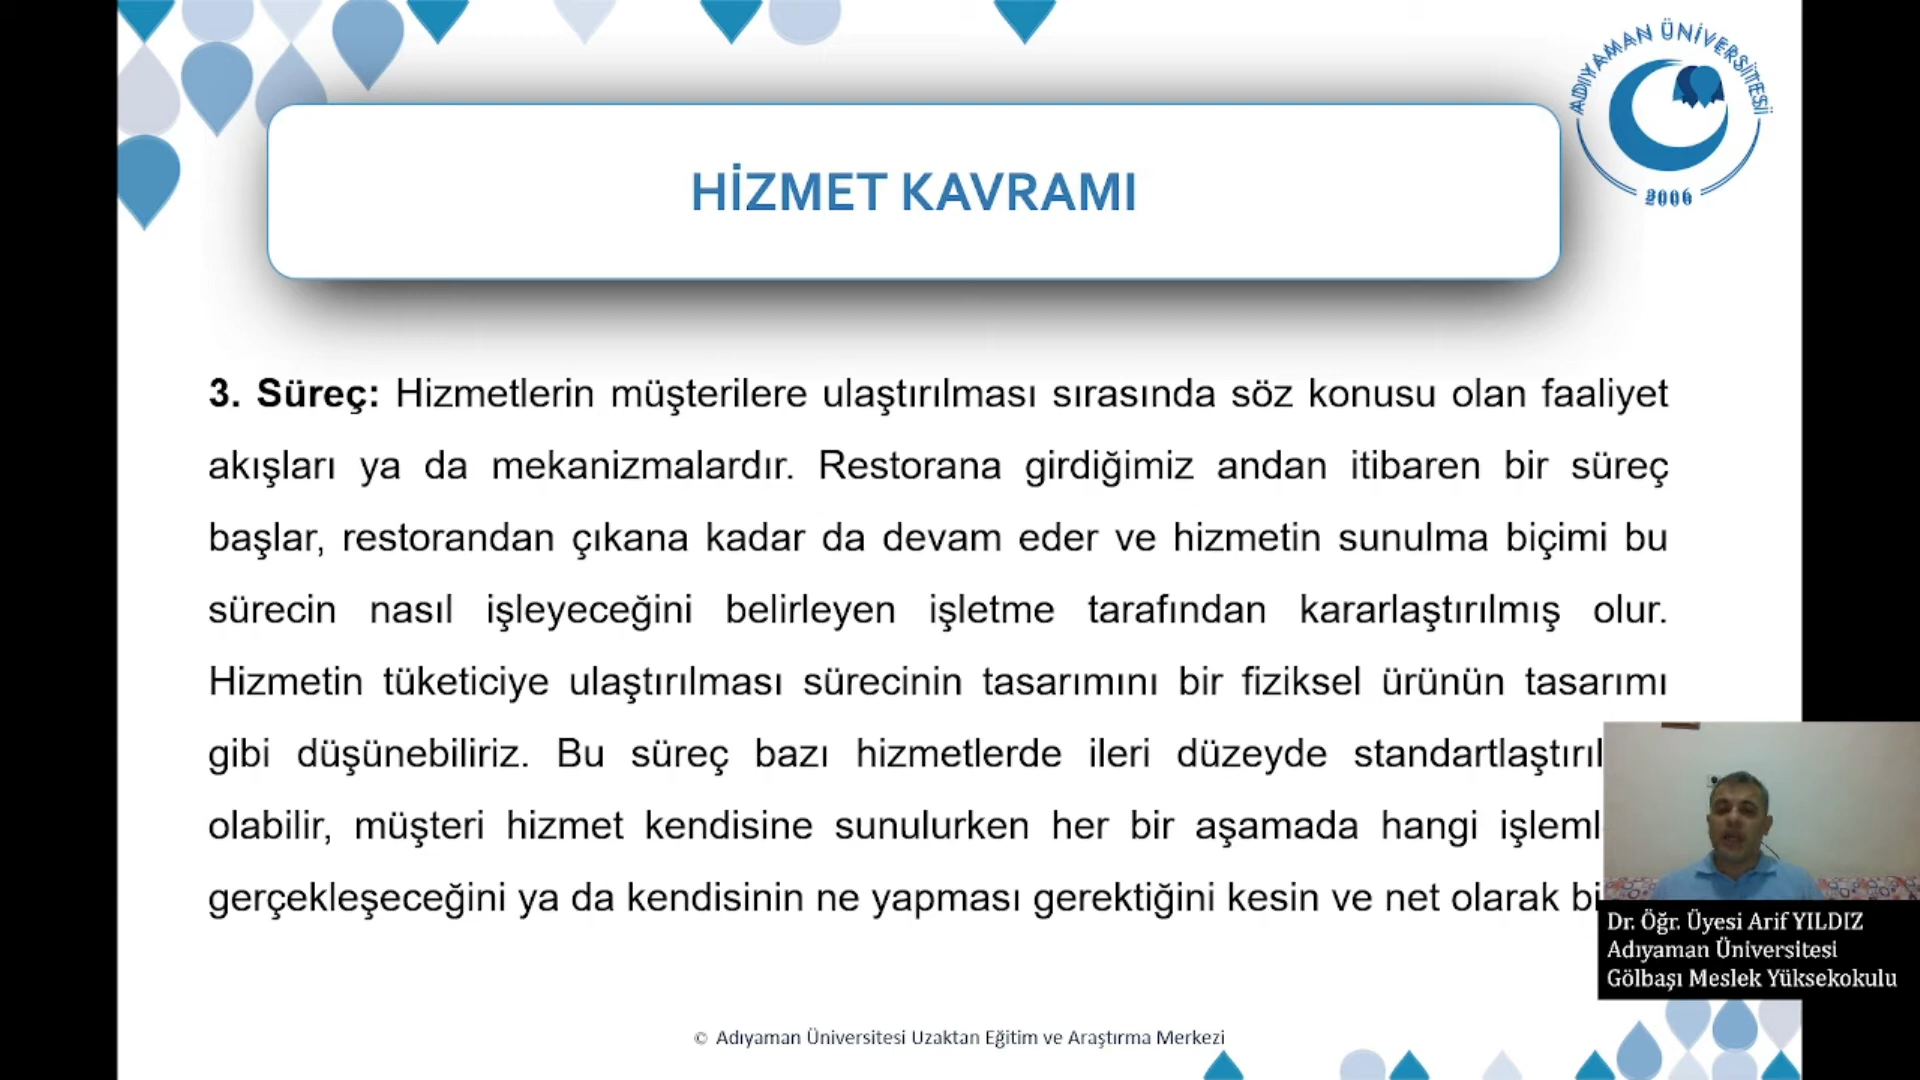 ADIYAMAN ÜNİVERSİTESİ
2006
HİZMET KAVRAMI
3. Süreç: Hizmetlerin müşterilere ulaştırılması sırasında söz konusu olan faaliyet
akışları ya da mekanizmalardır. Restorana girdiğimiz andan itibaren bir süreç
başlar, restorandan çıkana kadar da devam eder ve hizmetin sunulma biçimi bu
sürecin nasıl işleyeceğini belirleyen işletme tarafından kararlaştırılmış olur.
Hizmetin tüketiciye ulaştırılması sürecinin tasarımını bir fiziksel ürünün tasarımı
gibi düşünebiliriz. Bu süreç bazı hizmetlerde ileri düzeyde
olabilir, müşteri hizmet kendisine sunulurken her bir aşamada hangi
gerçekleşeceğini ya da kendisinin ne yapması gerektiğini kesin ve net olarak
Dr. Öğr. Üyesi Arif YILDIZ
Adıyaman Üniversitesi
Gölbaşı Meslek Yüksekokulu
© Adıyaman Üniversitesi Uzaktan Eğitim ve Araştırma Merkezi